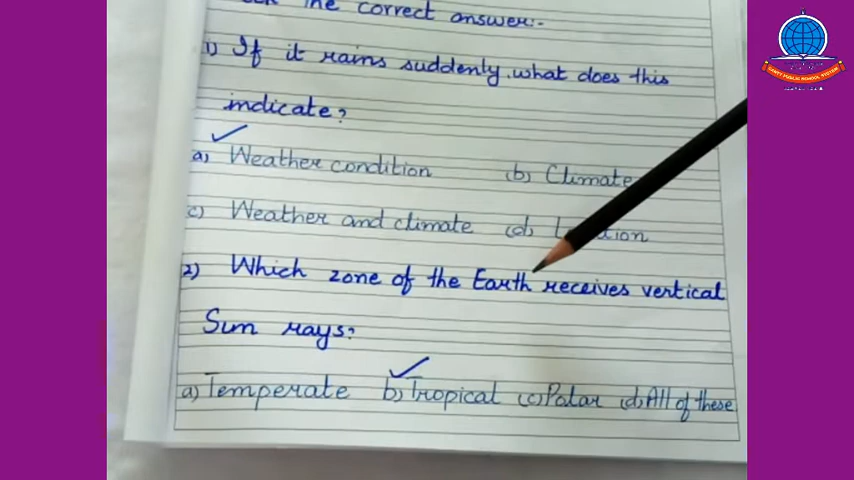 the correct answer:-
1) If it rains suddenly. what does this
indicate?
a) Weather condition (b) Climate
c) Weather and climate (d)
2) Which zone of the Earth receives vertical
Sun rays?
a) Temperate b) Tropical (c) Polar (d) All of these